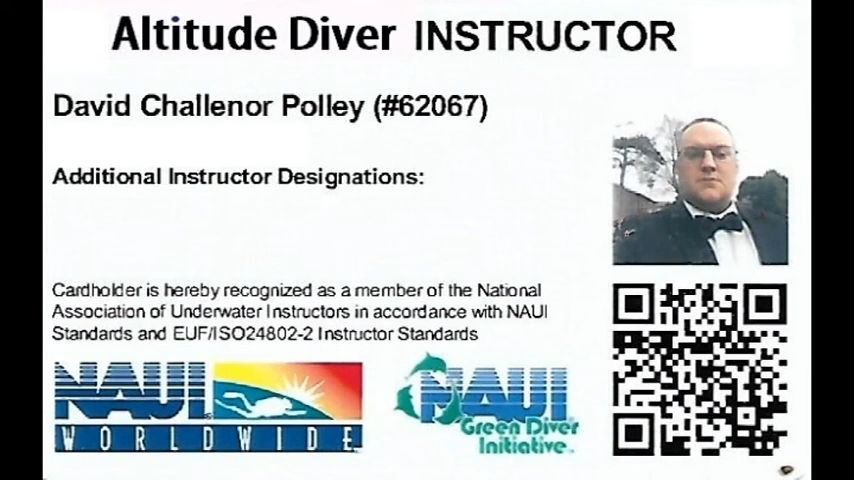 Altitude Diver INSTRUCTOR
David Challenor Polley (#62067)
Additional Instructor Designations:
Cardholder is hereby recognized as a member of the National
Association of Underwater Instructors in accordance with NAUI
Standards and EUF/ISO24802-2 Instructor Standards
NAUI
WORLDWIDE
NAUI
Green Diver
Initiative